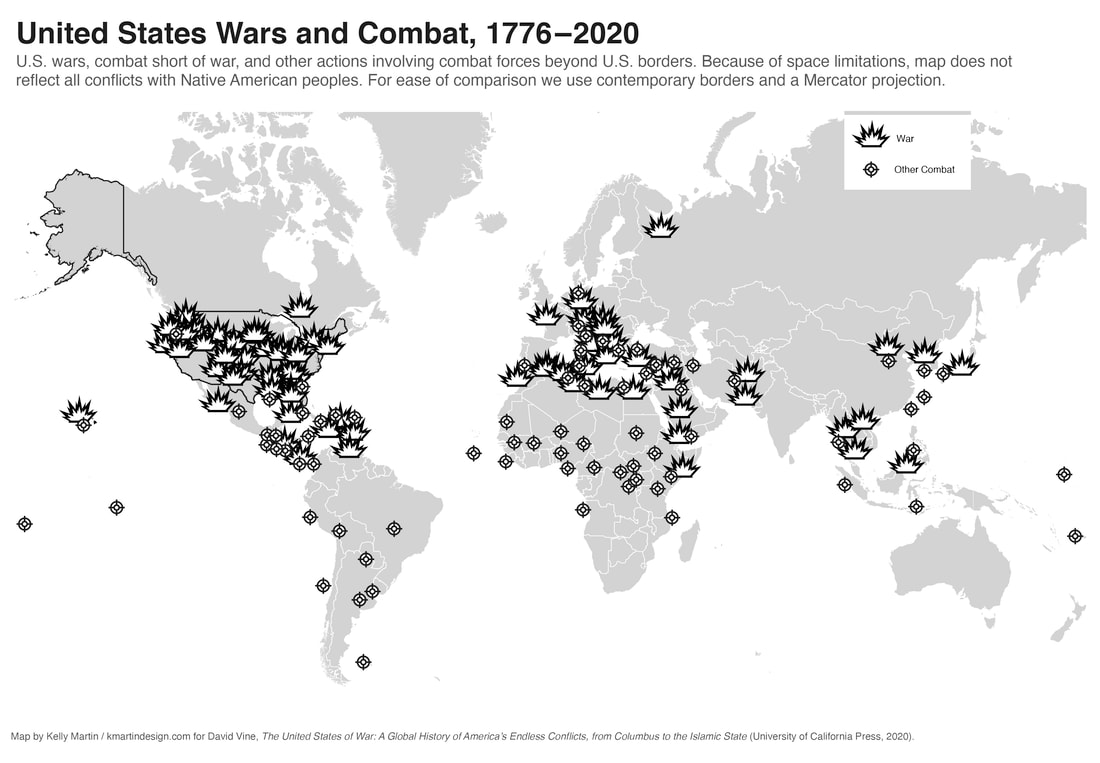 United States Wars and Combat, 1776–2020
U.S. wars, combat short of war, and other actions involving combat forces beyond U.S. borders. Because of space limitations, map does not
reflect all conflicts with Native American peoples. For ease of comparison we use contemporary borders and a Mercator projection.
War
Other Combat
Map by Kelly Martin / kmartindesign.com for David Vine, The United States of War: A Global History of America's Endless Conflicts, from Columbus to the Islamic State (University of California Press, 2020).